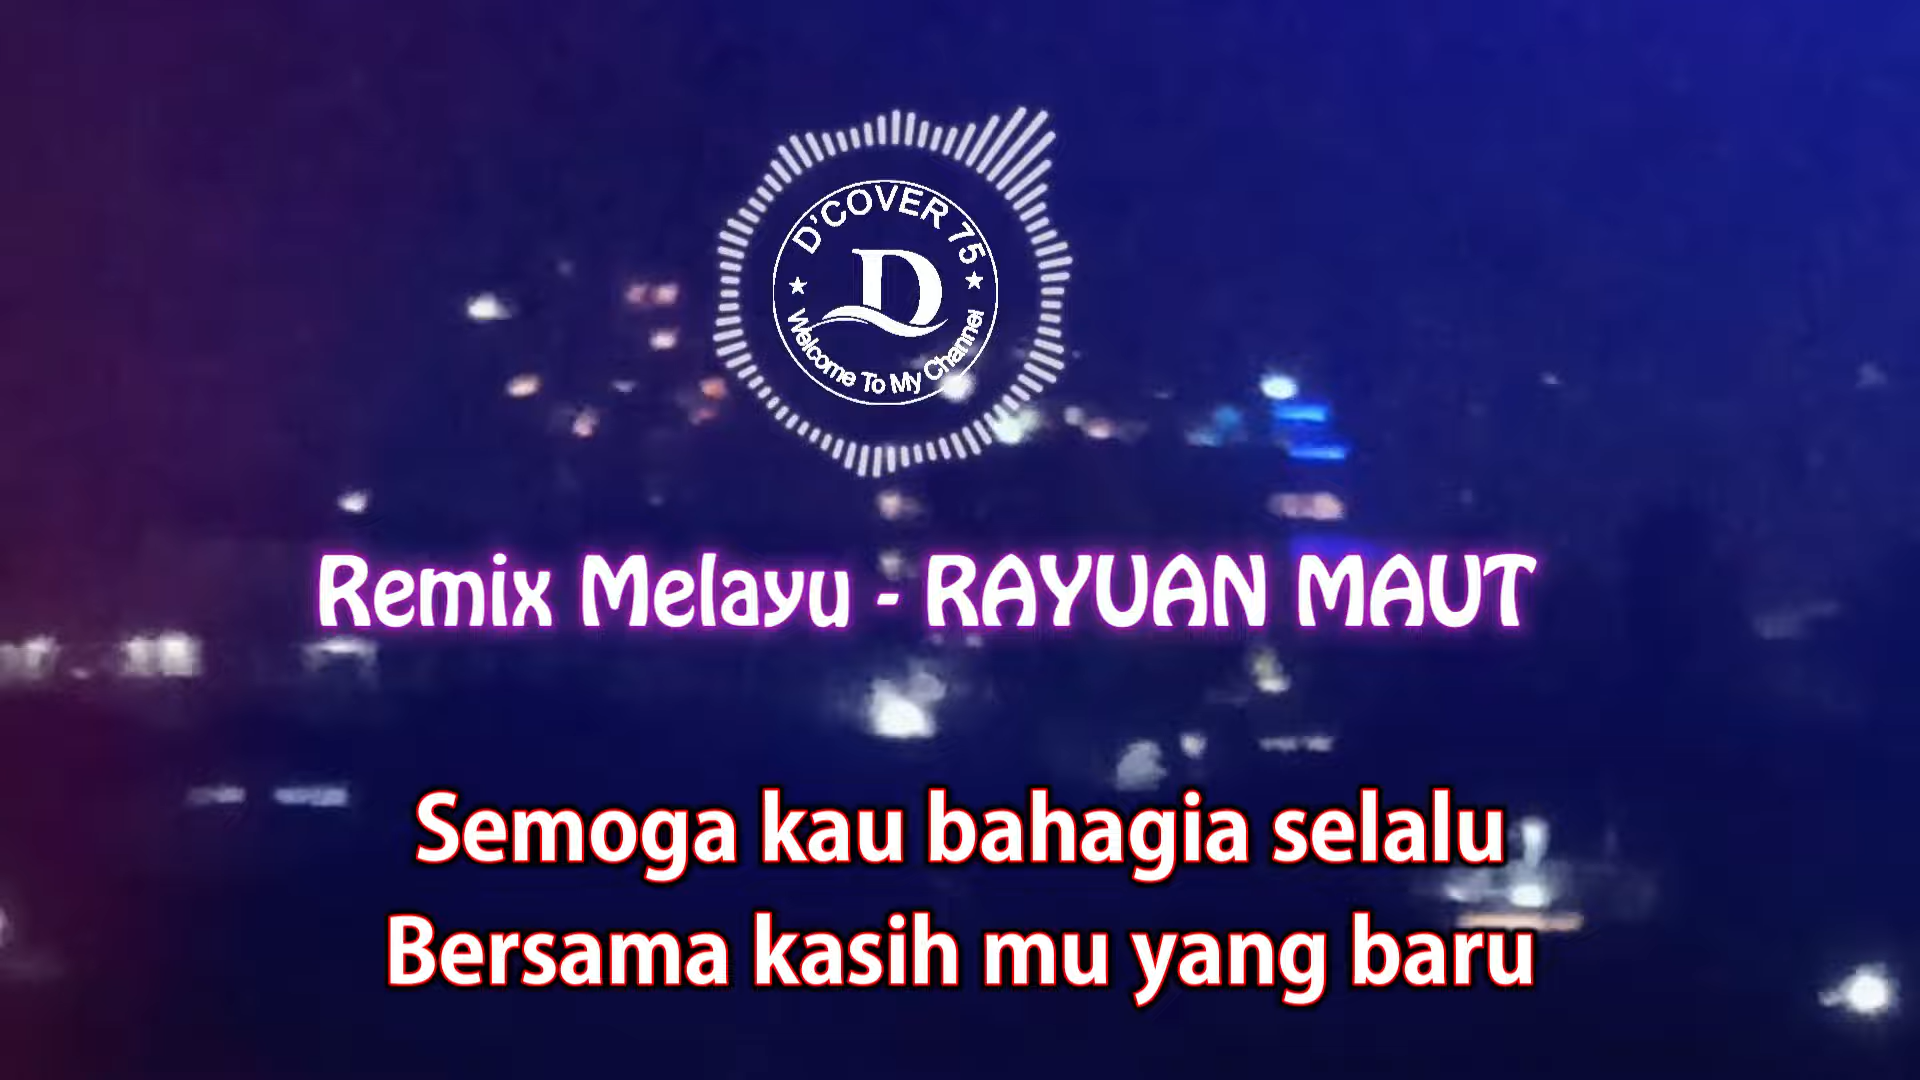 D'COVER 75
D
Welcome To My Channel
Remix Melayu - RAYUAN MAUT
Semoga kau bahagia selalu
Bersama kasih mu yang baru